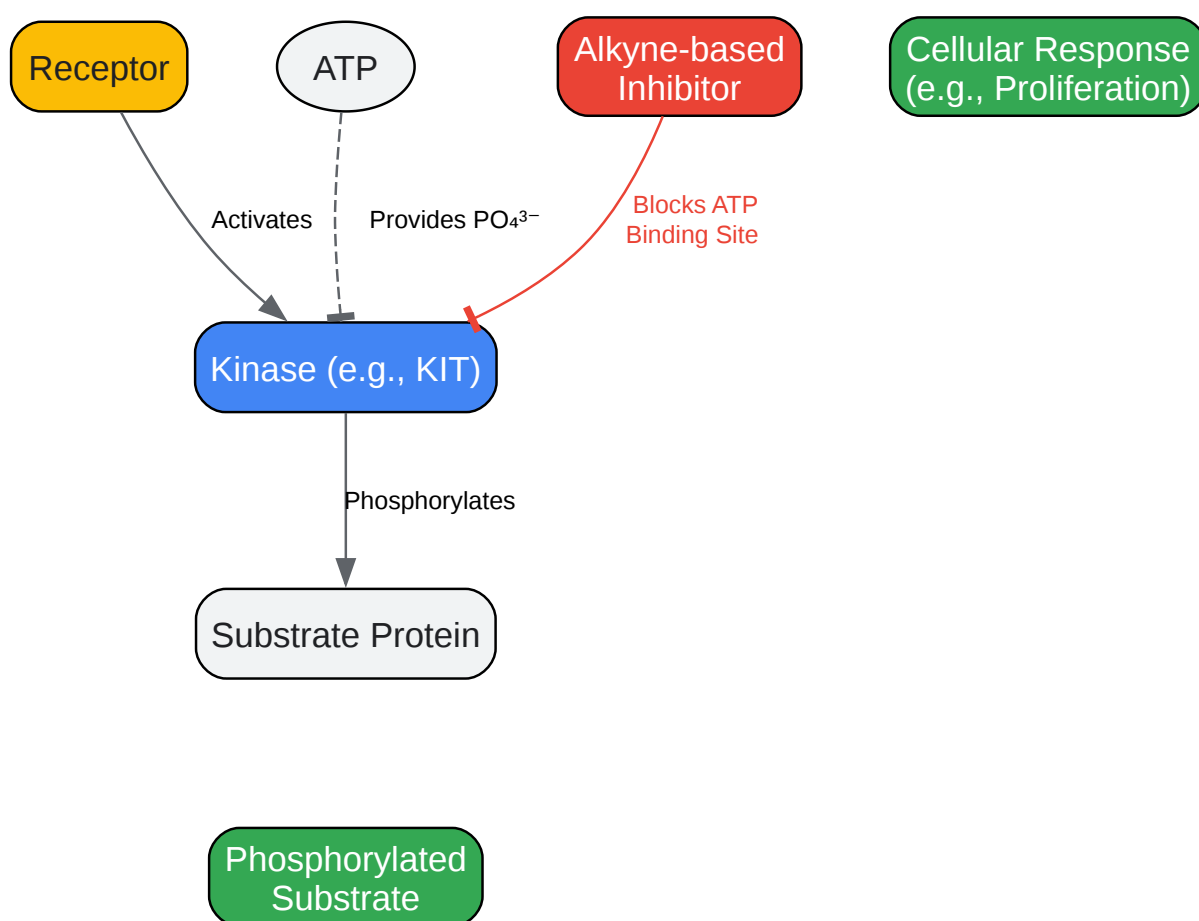 Receptor
ATP
Alkyne-based
Inhibitor
Cellular Response
(e.g., Proliferation)
Activates
Provides PO₄³⁻
Blocks ATP
Binding Site
Kinase (e.g., KIT)
Phosphorylates
Substrate Protein
Phosphorylated
Substrate